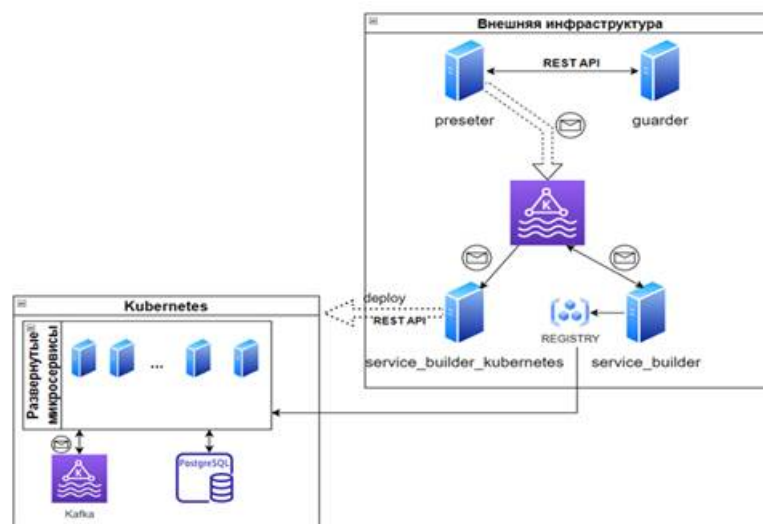 Внешняя инфраструктура
REST API
preseter
guarder
K
deploy
REST API
REGISTRY
service_builder_kubernetes
service_builder
Kubernetes
Развернутые
микросервисы
...
PostgreSQL
K
Kafka